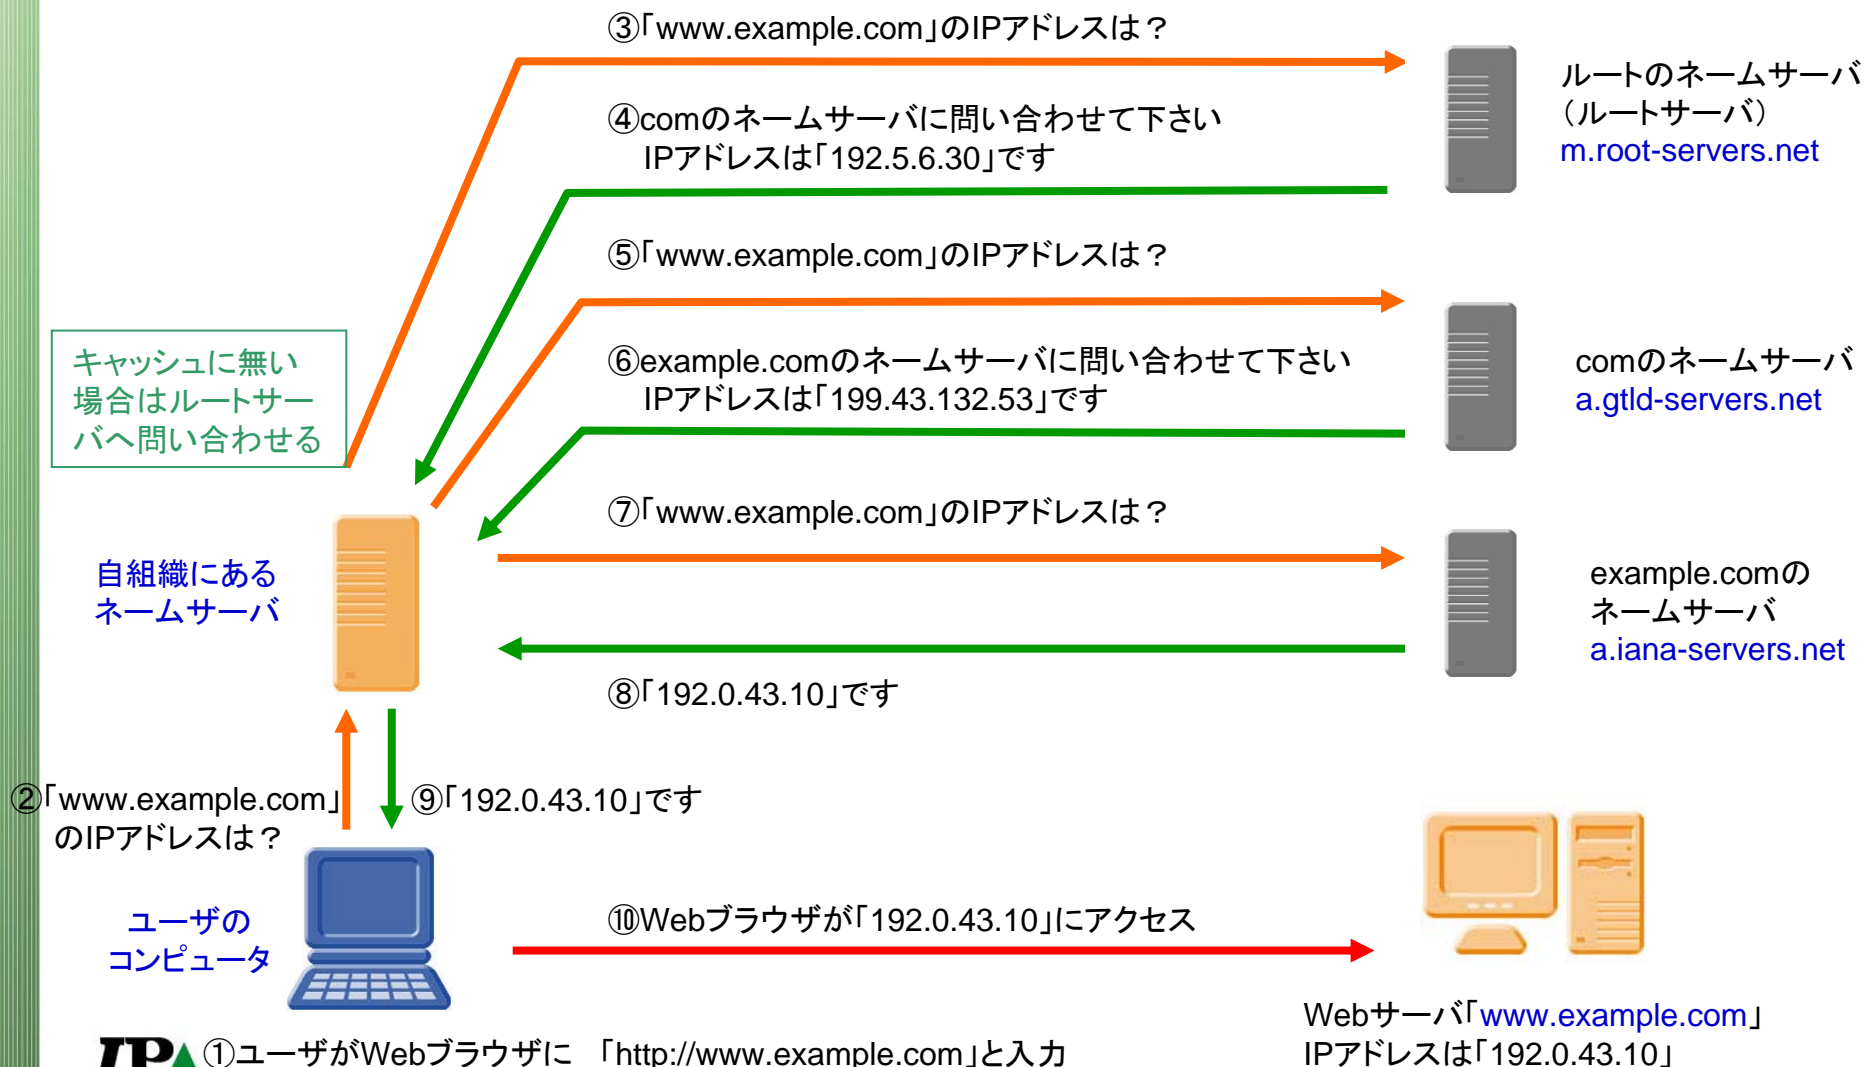 ③「www.example.com」のIPアドレスは？
ルートのネームサーバ
（ルートサーバ）
m.root-servers.net
④comのネームサーバに問い合わせて下さい
IPアドレスは「192.5.6.30」です
⑤「www.example.com」のIPアドレスは？
キャッシュに無い
場合はルートサー
バへ問い合わせる
⑥example.comのネームサーバに問い合わせて下さい
IPアドレスは「199.43.132.53」です
comのネームサーバ
a.gtld-servers.net
⑦「www.example.com」のIPアドレスは？
自組織にある
ネームサーバ
example.comの
ネームサーバ
a.iana-servers.net
⑧「192.0.43.10」です
②「www.example.com」
のIPアドレスは？
⑨「192.0.43.10」です
ユーザの
コンピュータ
⑩Webブラウザが「192.0.43.10」にアクセス
Webサーバ「www.example.com」
IPアドレスは「192.0.43.10」
IPA
①ユーザがWebブラウザに 「http://www.example.com」と入力